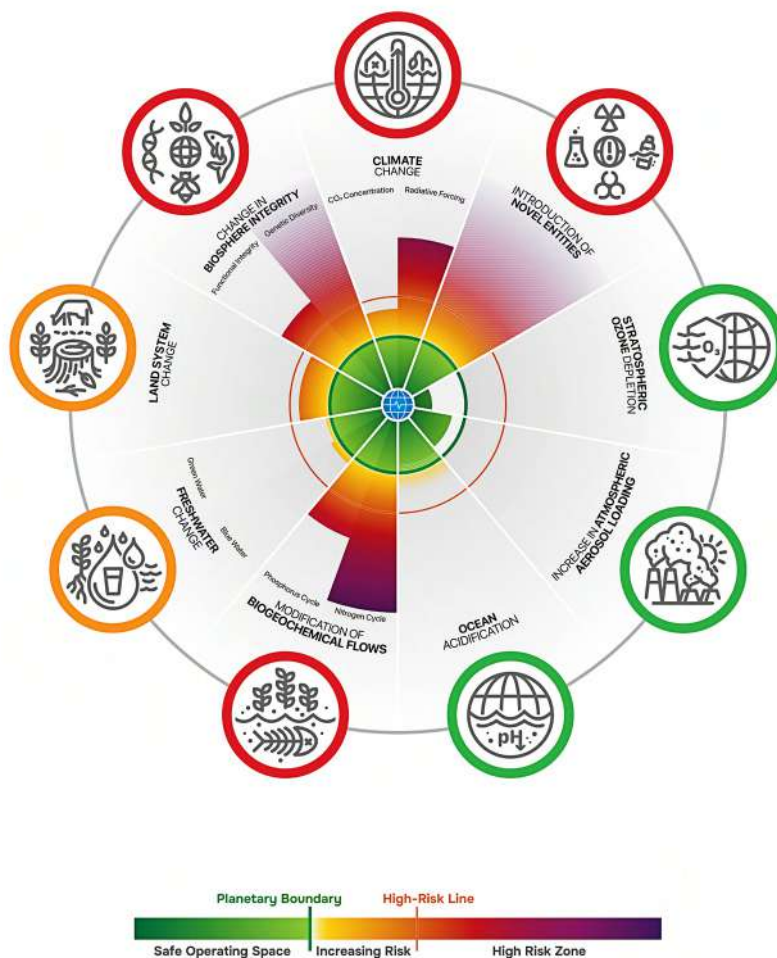 CLIMATE
CHANGE
CO₂ Concentration
Radiative Forcing
INTRODUCTION OF
NOVEL ENTITIES
STRATOSPHERIC
OZONE DEPLETION
O₃
INCREASE IN ATMOSPHERIC
AEROSOL LOADING
OCEAN
ACIDIFICATION
pH
MODIFICATION OF
BIOGEOCHEMICAL FLOWS
Phosphorus Cycle
Nitrogen Cycle
FRESHWATER
CHANGE
Green Water
Blue Water
LAND SYSTEM
CHANGE
CHANGE IN
BIOSPHERE INTEGRITY
Functional Integrity
Genetic Diversity
Planetary Boundary
High-Risk Line
Safe Operating Space
Increasing Risk
High Risk Zone